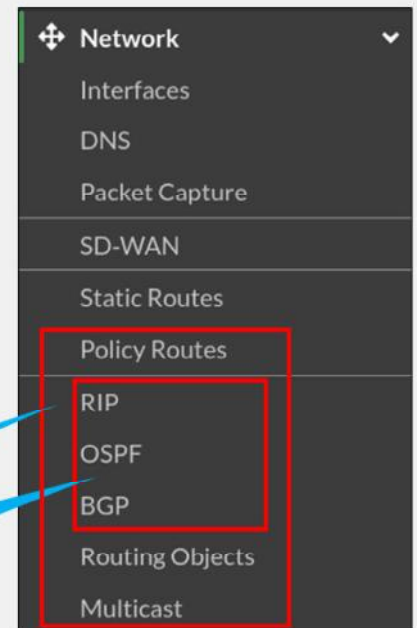 Network
Interfaces
DNS
Packet Capture
SD-WAN
Static Routes
Policy Routes
RIP
OSPF
BGP
Routing Objects
Multicast